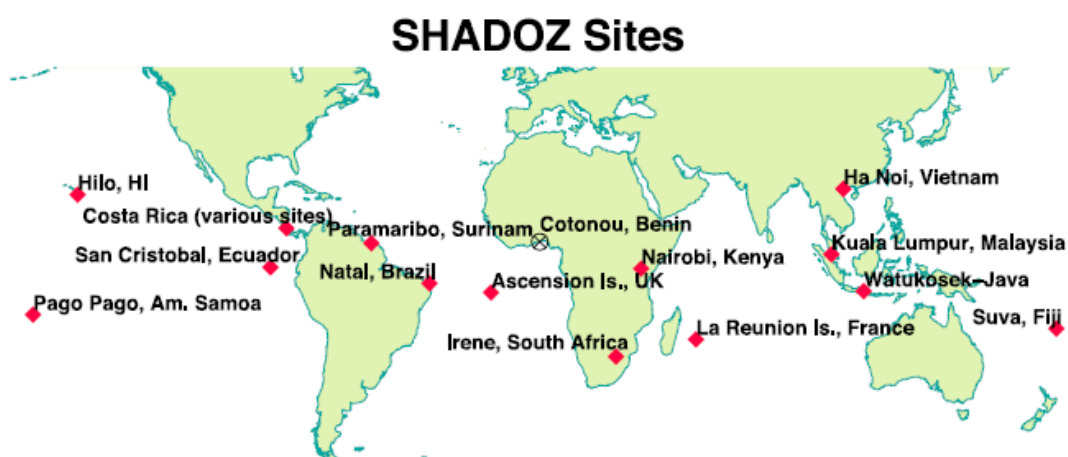 SHADOZ Sites
Hilo, HI
Ha Noi, Vietnam
Costa Rica (various sites)
Paramaribo, Surinam
Cotonou, Benin
Kuala Lumpur, Malaysia
San Cristobal, Ecuador
Nairobi, Kenya
Natal, Brazil
Ascension Is., UK
Watukosek-Java
Pago Pago, Am. Samoa
Suva, Fiji
La Reunion Is., France
Irene, South Africa